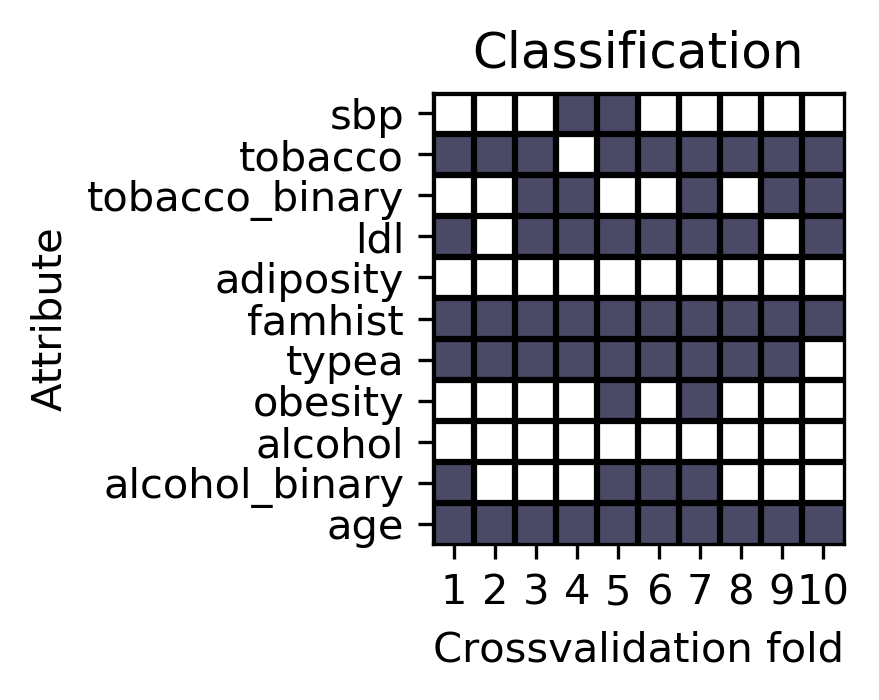 Classification
Attribute
sbp
tobacco
tobacco_binary
ldl
adiposity
famhist
typea
obesity
alcohol
alcohol_binary
age
1 2 3 4 5 6 7 8 9 10
Crossvalidation fold